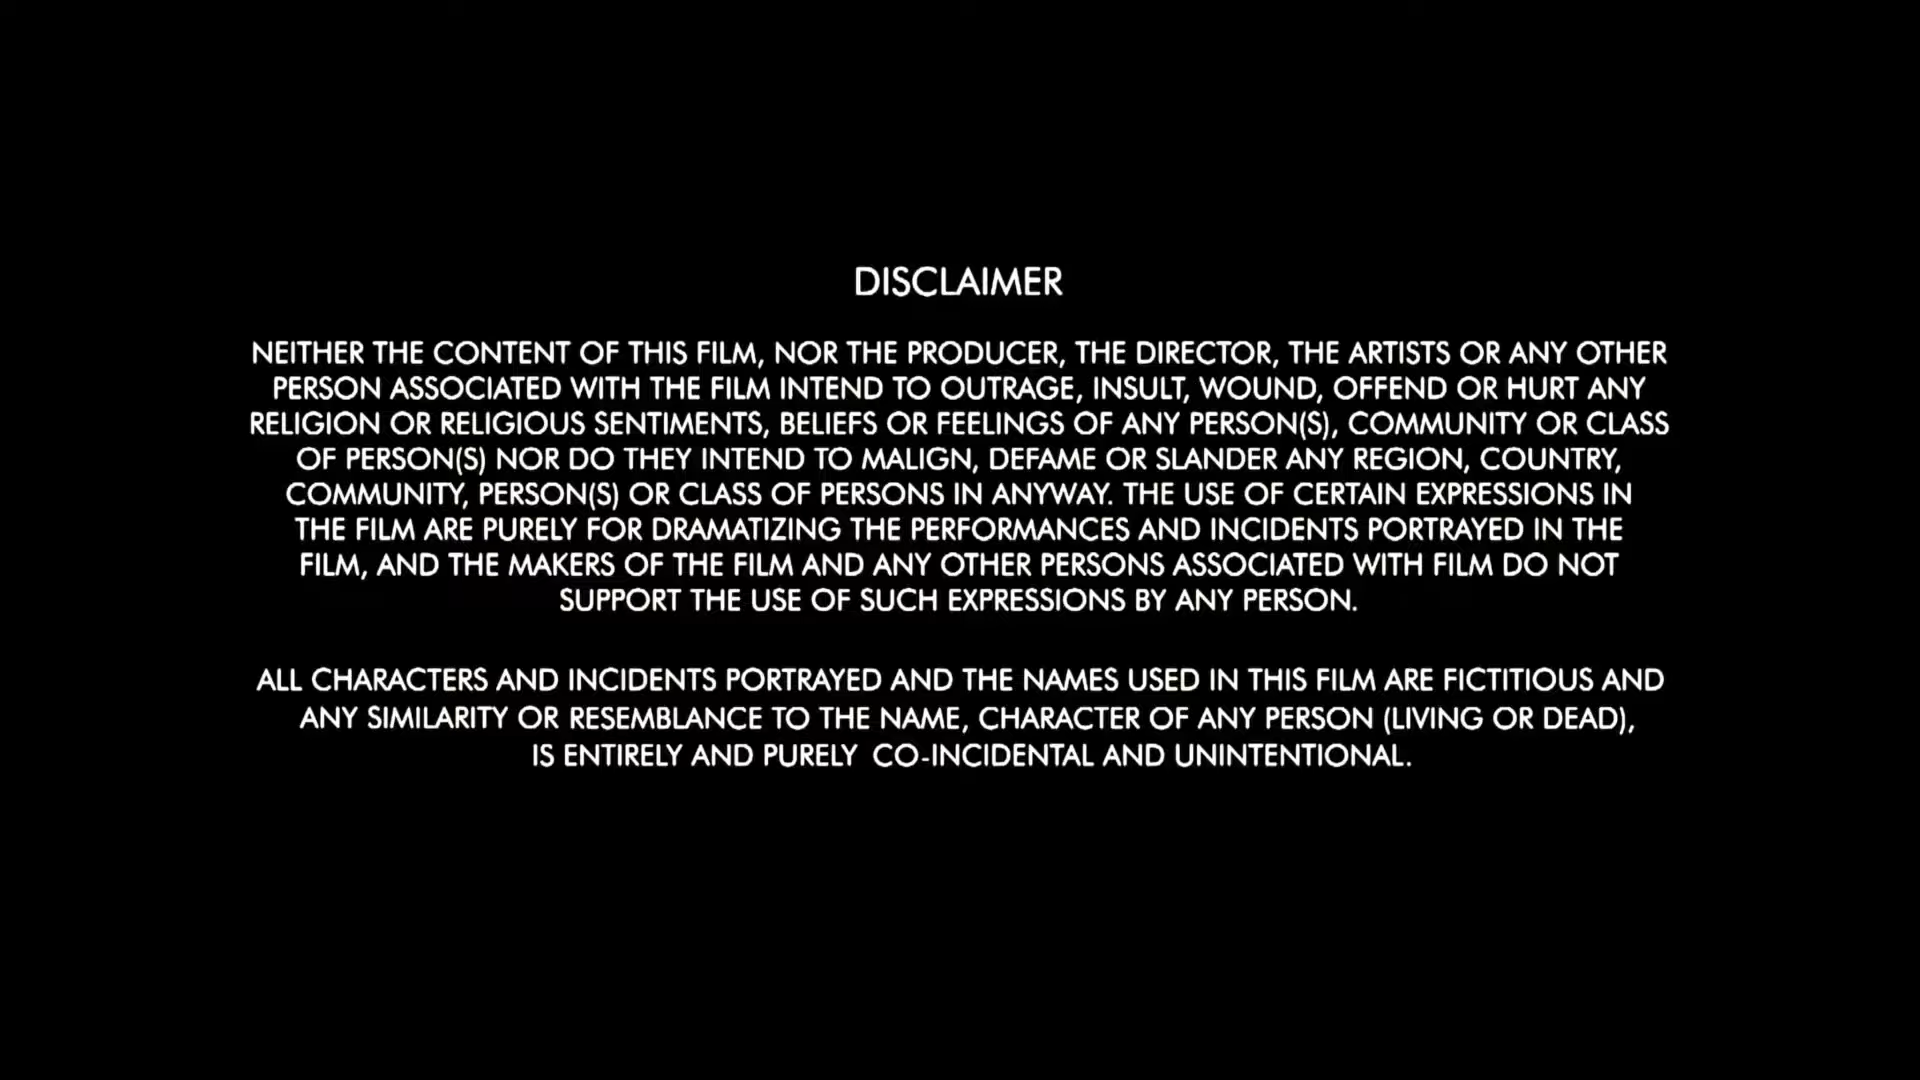 DISCLAIMER
NEITHER THE CONTENT OF THIS FILM, NOR THE PRODUCER, THE DIRECTOR, THE ARTISTS OR ANY OTHER
PERSON ASSOCIATED WITH THE FILM INTEND TO OUTRAGE, INSULT, WOUND, OFFEND OR HURT ANY
RELIGION OR RELIGIOUS SENTIMENTS, BELIEFS OR FEELINGS OF ANY PERSON(S), COMMUNITY OR CLASS
OF PERSON(S) NOR DO THEY INTEND TO MALIGN, DEFAME OR SLANDER ANY REGION, COUNTRY,
COMMUNITY, PERSON(S) OR CLASS OF PERSONS IN ANYWAY. THE USE OF CERTAIN EXPRESSIONS IN
THE FILM ARE PURELY FOR DRAMATIZING THE PERFORMANCES AND INCIDENTS PORTRAYED IN THE
FILM, AND THE MAKERS OF THE FILM AND ANY OTHER PERSONS ASSOCIATED WITH FILM DO NOT
SUPPORT THE USE OF SUCH EXPRESSIONS BY ANY PERSON.
ALL CHARACTERS AND INCIDENTS PORTRAYED AND THE NAMES USED IN THIS FILM ARE FICTITIOUS AND
ANY SIMILARITY OR RESEMBLANCE TO THE NAME, CHARACTER OF ANY PERSON (LIVING OR DEAD),
IS ENTIRELY AND PURELY CO-INCIDENTAL AND UNINTENTIONAL.